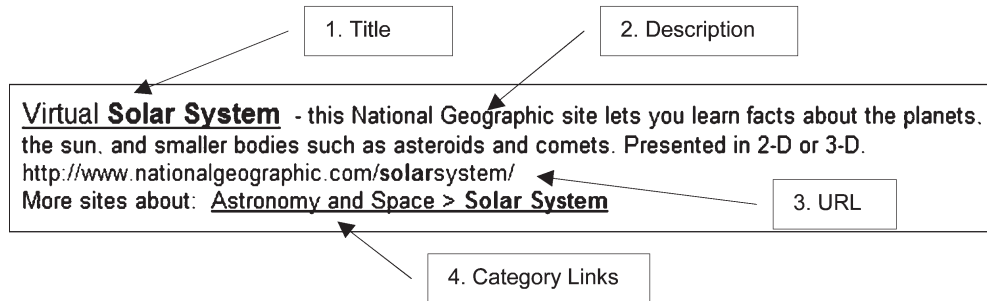 1. Title
2. Description
Virtual Solar System - this National Geographic site lets you learn facts about the planets,
the sun, and smaller bodies such as asteroids and comets. Presented in 2-D or 3-D.
http://www.nationalgeographic.com/solarsystem/
More sites about: Astronomy and Space > Solar System
3. URL
4. Category Links